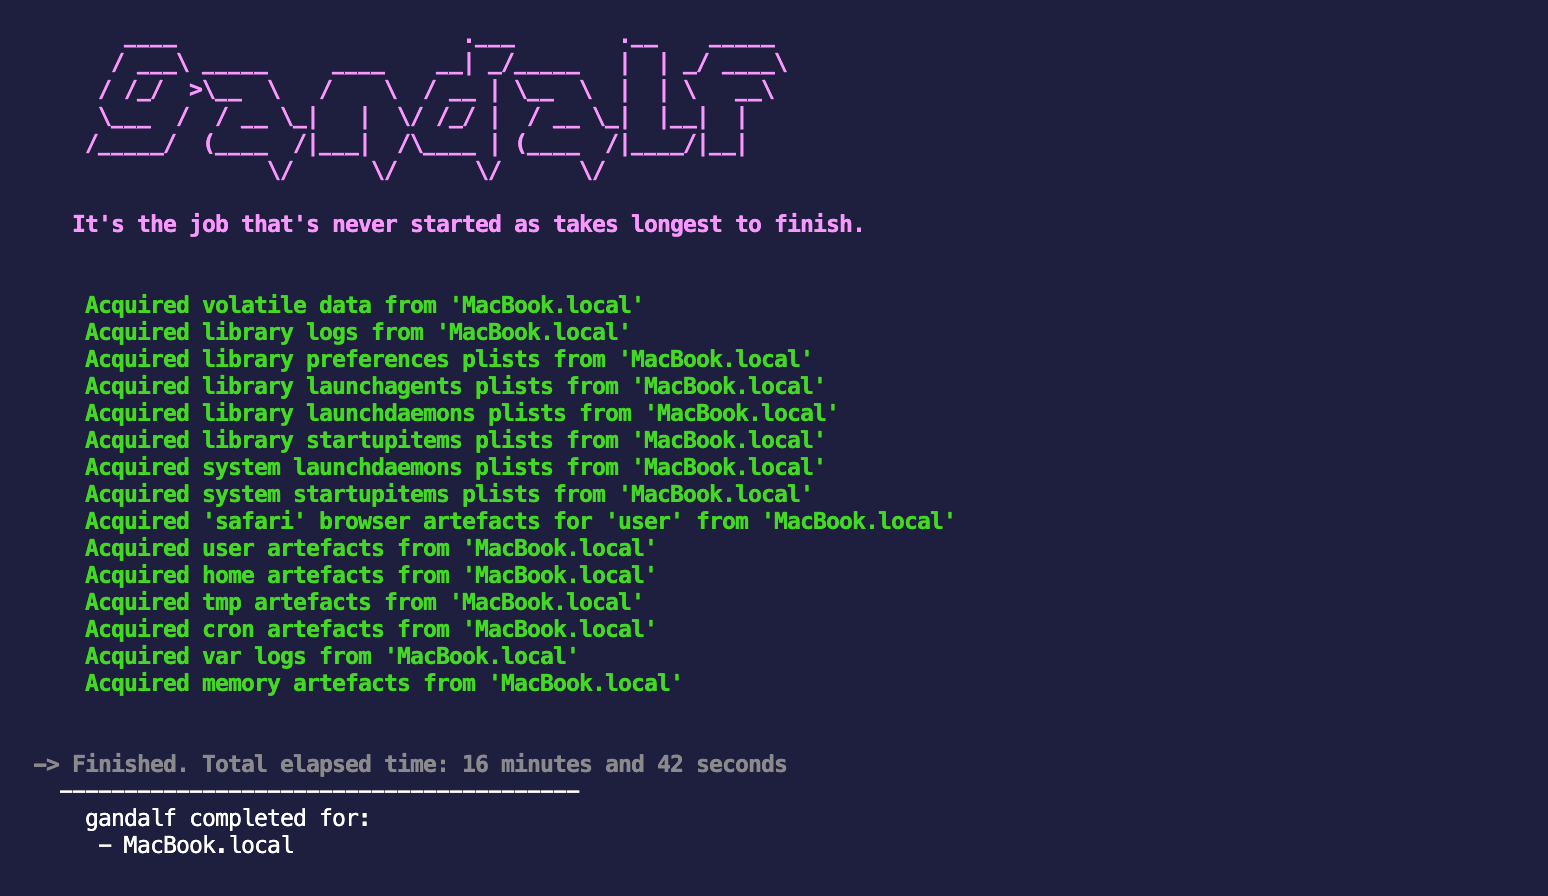 gandalf
It's the job that's never started as takes longest to finish.
Acquired volatile data from 'MacBook.local'
Acquired library logs from 'MacBook.local'
Acquired library preferences plists from 'MacBook.local'
Acquired library launchagents plists from 'MacBook.local'
Acquired library launchdaemons plists from 'MacBook.local'
Acquired library startupitems plists from 'MacBook.local'
Acquired system launchdaemons plists from 'MacBook.local'
Acquired system startupitems plists from 'MacBook.local'
Acquired 'safari' browser artefacts for 'user' from 'MacBook.local'
Acquired user artefacts from 'MacBook.local'
Acquired home artefacts from 'MacBook.local'
Acquired tmp artefacts from 'MacBook.local'
Acquired cron artefacts from 'MacBook.local'
Acquired var logs from 'MacBook.local'
Acquired memory artefacts from 'MacBook.local'
-> Finished. Total elapsed time: 16 minutes and 42 seconds
----------------------------------------
gandalf completed for:
- MacBook.local